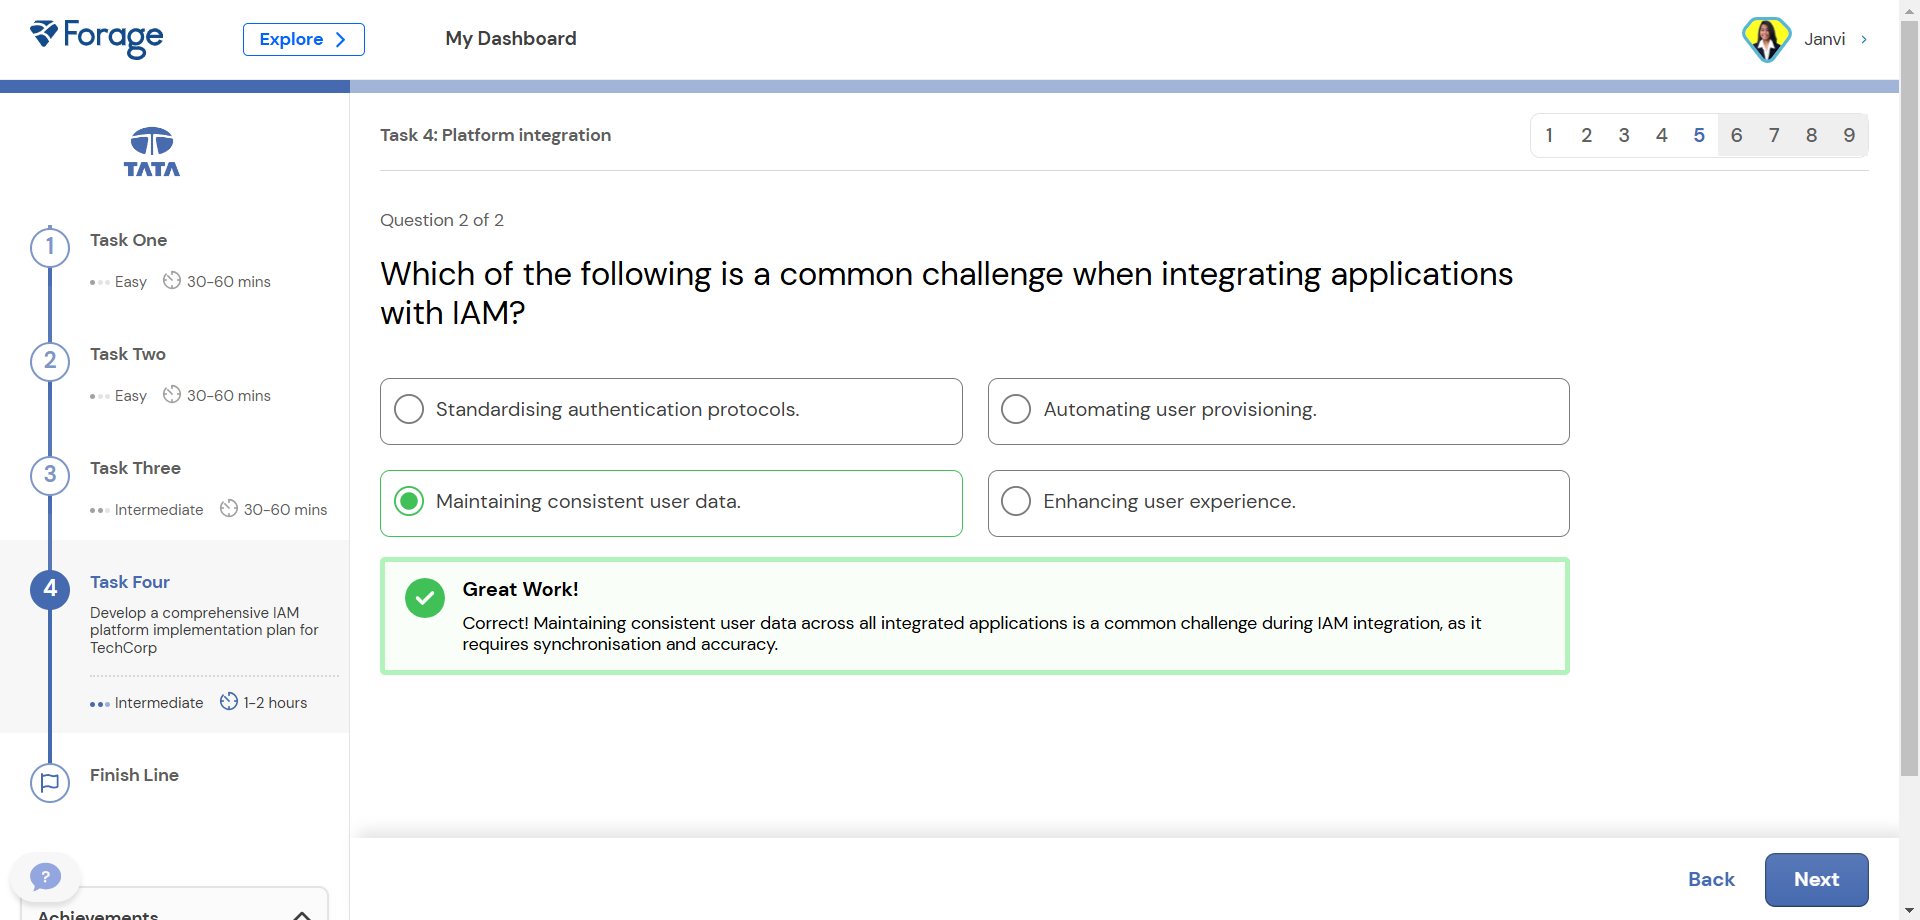 Forage
Explore
My Dashboard
Janvi
TATA
Task 4: Platform integration
1 2 3 4 5 6 7 8 9
1
Task One
Easy 30-60 mins
2
Task Two
Easy 30-60 mins
3
Task Three
Intermediate 30-60 mins
4
Task Four
Develop a comprehensive IAM
platform implementation plan for
TechCorp
Intermediate 1-2 hours
Finish Line
?
Achievements
Question 2 of 2
Which of the following is a common challenge when integrating applications
with IAM?
Standardising authentication protocols.
Automating user provisioning.
Maintaining consistent user data.
Enhancing user experience.
Great Work!
Correct! Maintaining consistent user data across all integrated applications is a common challenge during IAM integration, as it
requires synchronisation and accuracy.
Back
Next